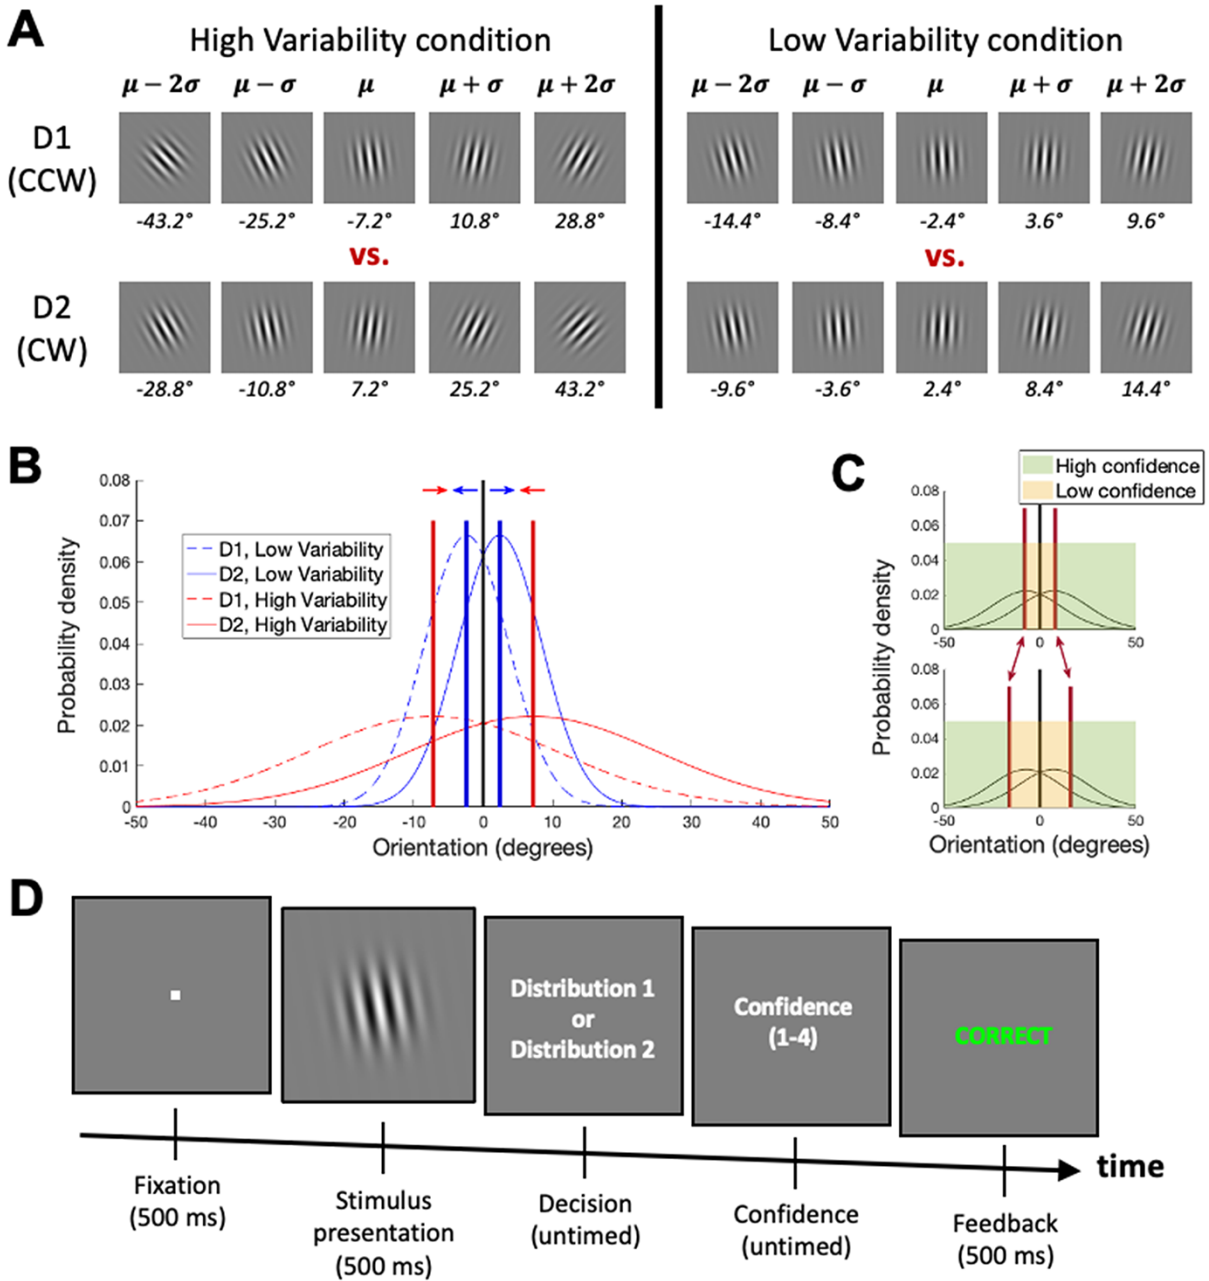 A
High Variability condition
Low Variability condition
μ − 2σ μ − σ μ μ + σ μ + 2σ
μ − 2σ μ − σ μ μ + σ μ + 2σ
D1
(CCW)
-43.2° -25.2° -7.2° 10.8° 28.8°
-14.4° -8.4° -2.4° 3.6° 9.6°
vs.
vs.
D2
(CW)
-28.8° -10.8° 7.2° 25.2° 43.2°
-9.6° -3.6° 2.4° 8.4° 14.4°
B
Probability density
0.08
0.07
0.06
0.05
0.04
0.03
0.02
0.01
0
D1, Low Variability
D2, Low Variability
D1, High Variability
D2, High Variability
-50 -40 -30 -20 -10 0 10 20 30 40 50
Orientation (degrees)
C
High confidence
Low confidence
Probability density
0.08
0.06
0.04
0.02
0
-50 0 50
0.08
0.06
0.04
0.02
0
-50 0 50
Orientation (degrees)
D
Distribution 1
or
Distribution 2
Confidence
(1-4)
CORRECT
time
Fixation
(500 ms)
Stimulus
presentation
(500 ms)
Decision
(untimed)
Confidence
(untimed)
Feedback
(500 ms)